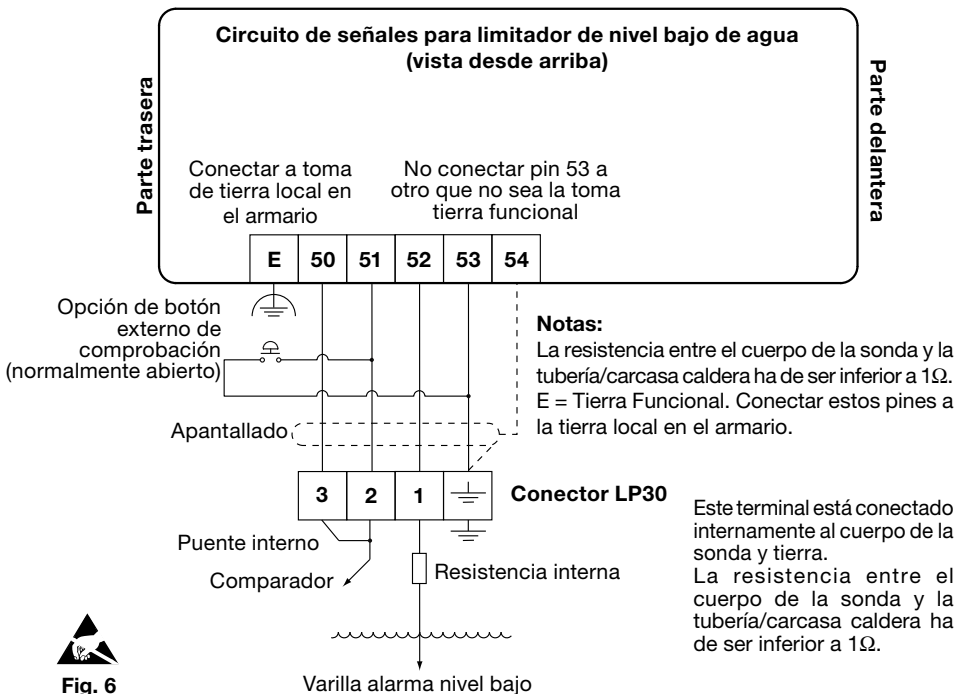 Circuito de señales para limitador de nivel bajo de agua
(vista desde arriba)
Parte trasera
Parte delantera
Conectar a toma
de tierra local en
el armario
No conectar pin 53 a
otro que no sea la toma
tierra funcional
E 50 51 52 53 54
Opción de botón
externo de
comprobación
(normalmente abierto)
Notas:
La resistencia entre el cuerpo de la sonda y la
tubería/carcasa caldera ha de ser inferior a 1Ω.
E = Tierra Funcional. Conectar estos pines a
la tierra local en el armario.
Apantallado
3 2 1
Conector LP30
Puente interno
Comparador
Resistencia interna
Este terminal está conectado
internamente al cuerpo de la
sonda y tierra.
La resistencia entre el
cuerpo de la sonda y la
tubería/carcasa caldera ha
de ser inferior a 1Ω.
Fig. 6
Varilla alarma nivel bajo